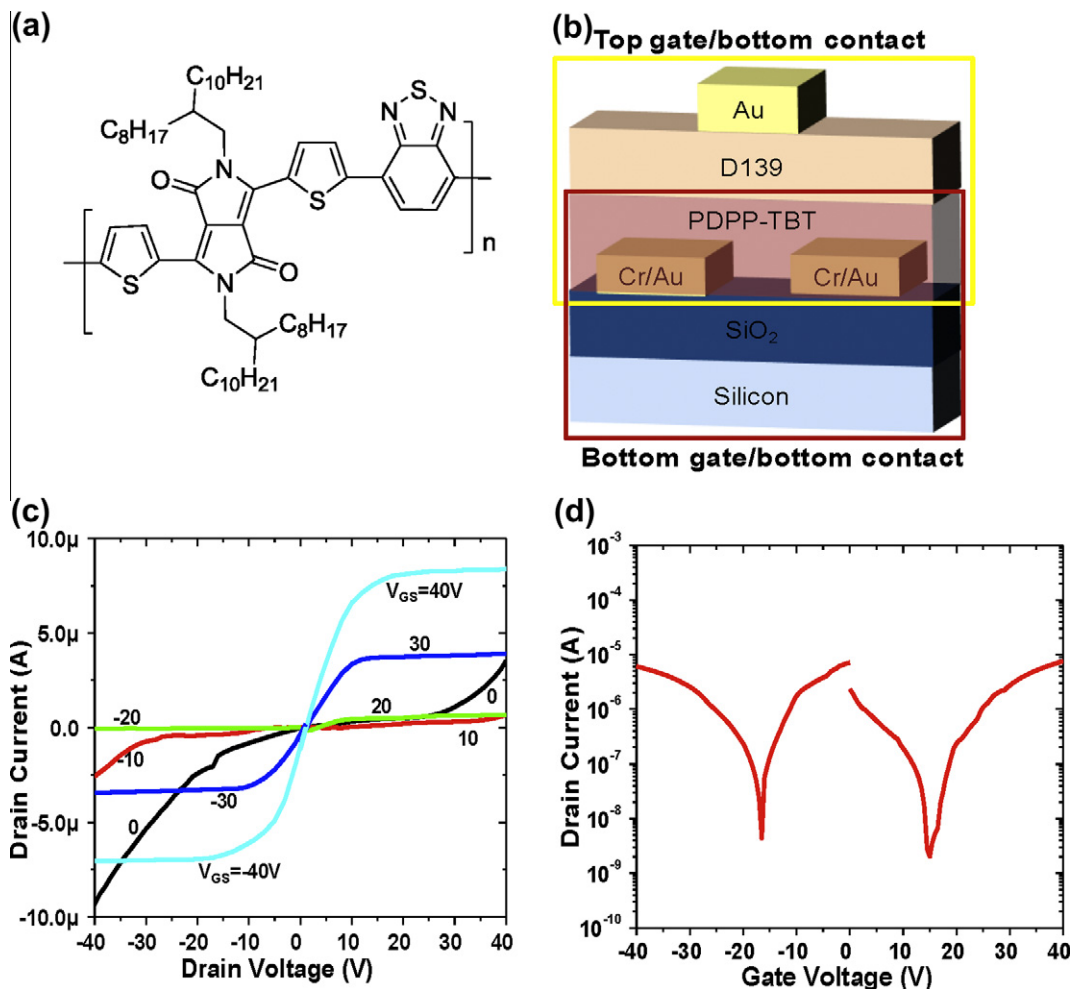 (a)
C10H21
C8H17
N
S
N
N
O
S
n
S
N
O
C8H17
C10H21
(b)
Top gate/bottom contact
Au
D139
PDPP-TBT
Cr/Au Cr/Au
SiO2
Silicon
Bottom gate/bottom contact
(c)
10.0µ
5.0µ
0.0
-5.0µ
-10.0µ
Drain Current (A)
VGS=40V
30
0
20
10
-20
-10
-30
0
VGS=-40V
-40 -30 -20 -10 0 10 20 30 40
Drain Voltage (V)
(d)
10-3
10-4
10-5
10-6
10-7
10-8
10-9
10-10
Drain Current (A)
-40 -30 -20 -10 0 10 20 30 40
Gate Voltage (V)